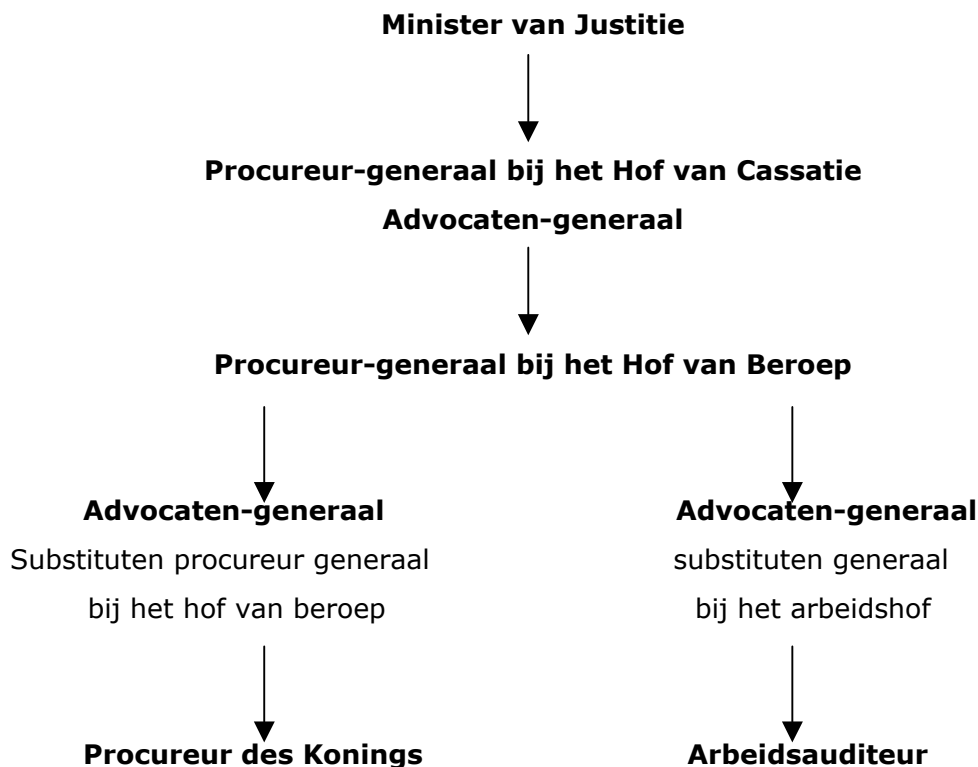 Minister van Justitie
Procureur-generaal bij het Hof van Cassatie
Advocaten-generaal
Procureur-generaal bij het Hof van Beroep
Advocaten-generaal
Substituten procureur generaal
bij het hof van beroep
Advocaten-generaal
substituten generaal
bij het arbeidshof
Procureur des Konings
Arbeidsauditeur